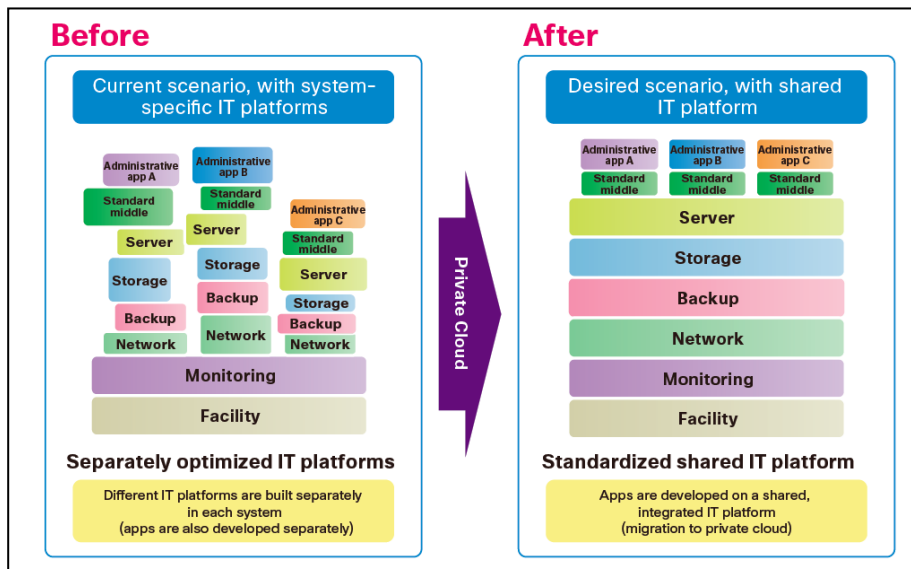 Before
Current scenario, with system-
specific IT platforms
Administrative
app A
Standard
middle
Server
Storage
Backup
Network
Administrative
app B
Standard
middle
Server
Storage
Backup
Network
Administrative
app C
Standard
middle
Server
Storage
Backup
Network
Monitoring
Facility
Separately optimized IT platforms
Different IT platforms are built separately
in each system
(apps are also developed separately)
Private Cloud
After
Desired scenario, with shared
IT platform
Administrative
app A
Standard
middle
Administrative
app B
Standard
middle
Administrative
app C
Standard
middle
Server
Storage
Backup
Network
Monitoring
Facility
Standardized shared IT platform
Apps are developed on a shared,
integrated IT platform
(migration to private cloud)